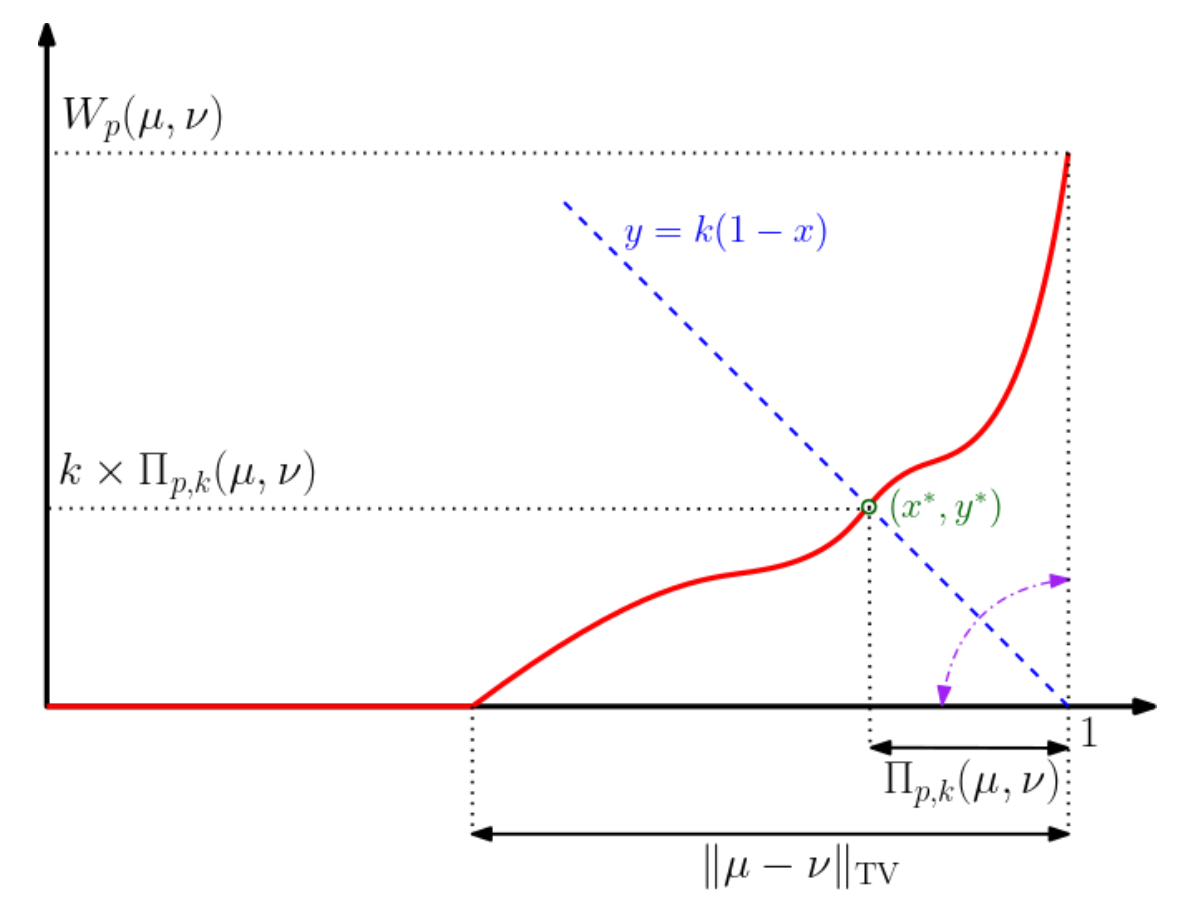 W_p(μ, ν)
y = k(1 − x)
k × Π_{p,k}(μ, ν)
(x*, y*)
1
Π_{p,k}(μ, ν)
‖μ − ν‖_TV